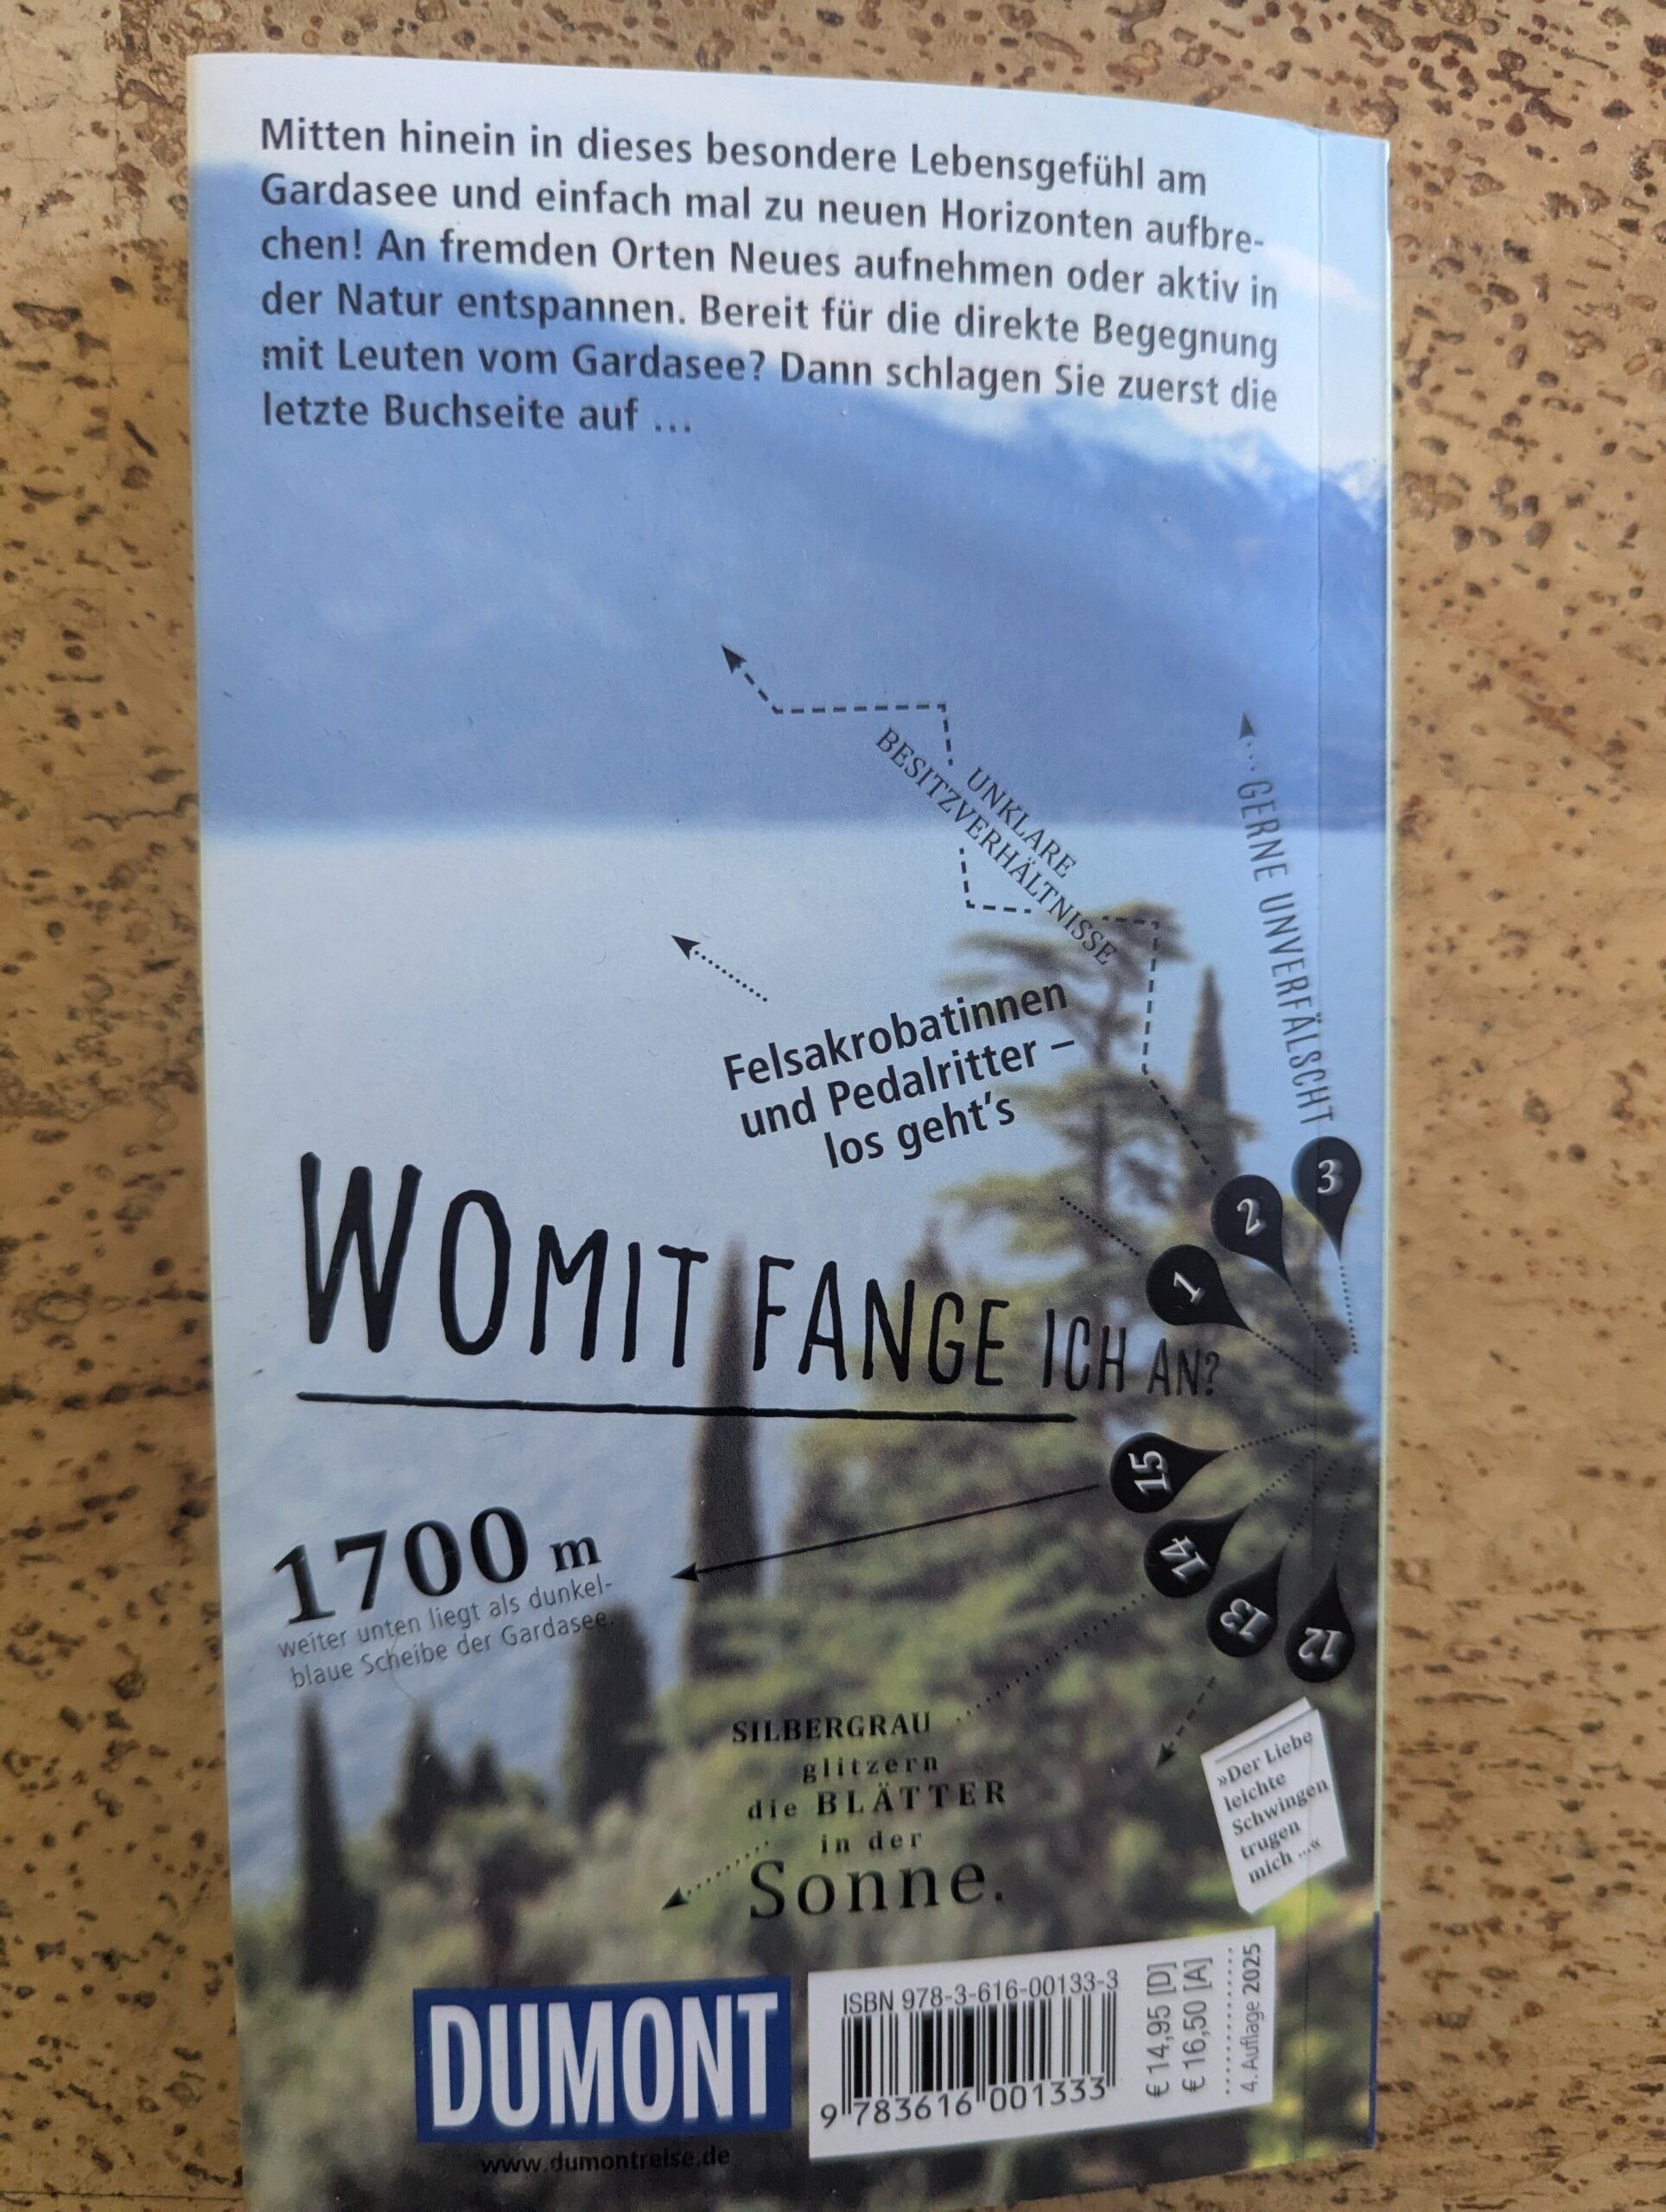 Mitten hinein in dieses besondere Lebensgefühl am
Gardasee und einfach mal zu neuen Horizonten aufbre-
chen! An fremden Orten Neues aufnehmen oder aktiv in
der Natur entspannen. Bereit für die direkte Begegnung
mit Leuten vom Gardasee? Dann schlagen Sie zuerst die
letzte Buchseite auf ...
UNKLARE
BESITZVERHÄLTNISSE
GERNE UNVERFÄLSCHT
Felsakrobatinnen
und Pedalritter –
los geht's
3
2
1
WOMIT FANGE ICH AN?
15
14
13
12
1700 m
weiter unten liegt als dunkel-
blaue Scheibe der Gardasee.
SILBERGRAU
glitzern
die BLÄTTER
in der
Sonne.
»Der Liebe
leichte
Schwingen
trugen
mich ...«
DUMONT
www.dumontreise.de
ISBN 978-3-616-00133-3
9 783616 001333
€ 14,95 [D]
€ 16,50 [A]
4. Auflage 2025